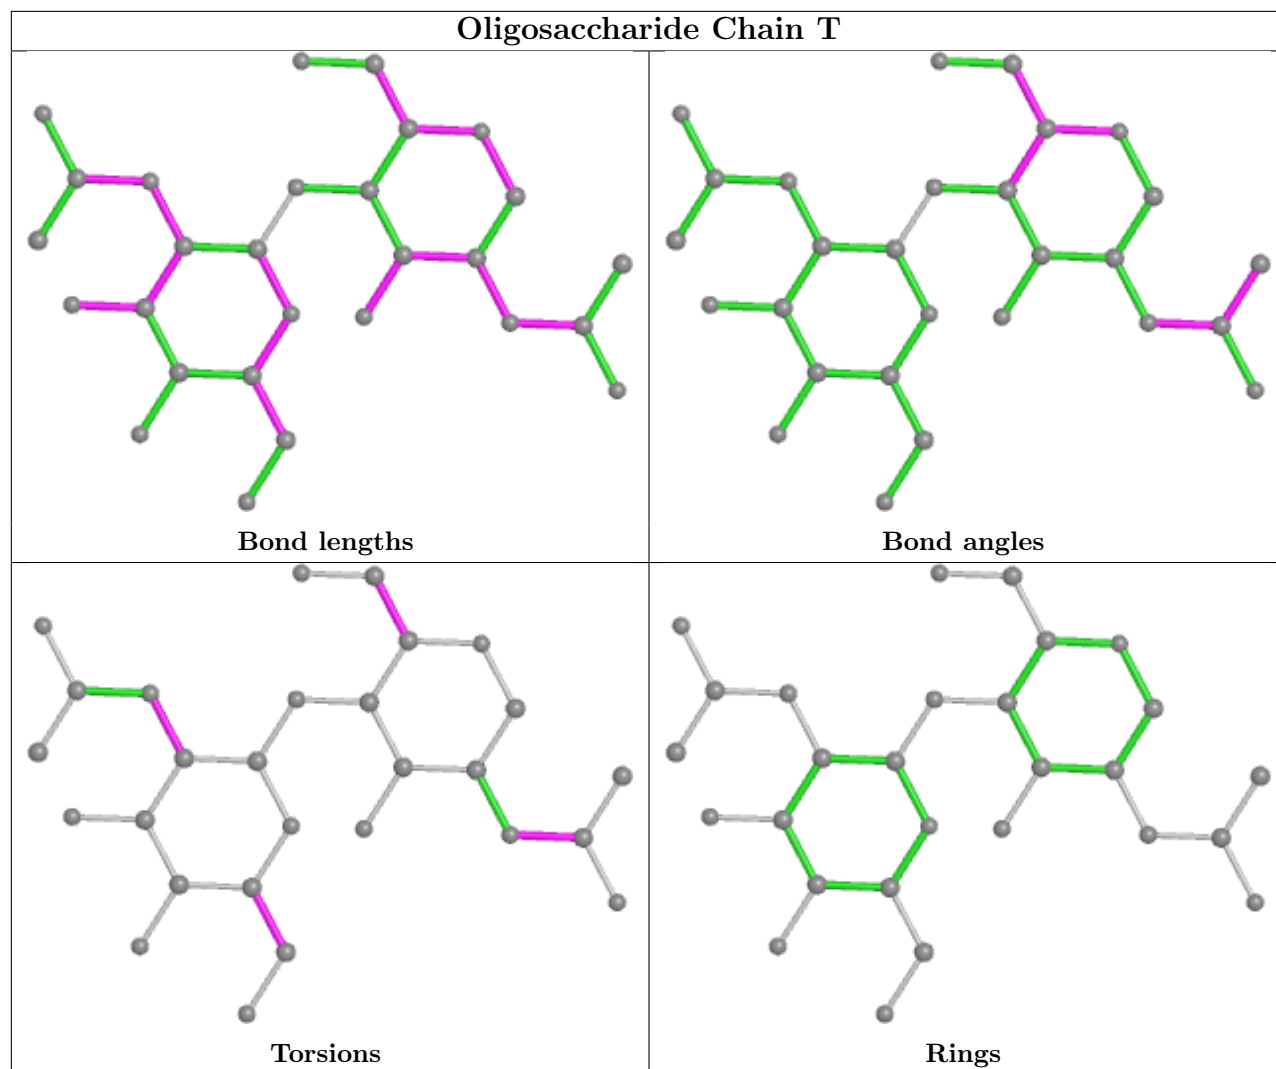 Oligosaccharide Chain T
Bond lengths
Bond angles
Torsions
Rings